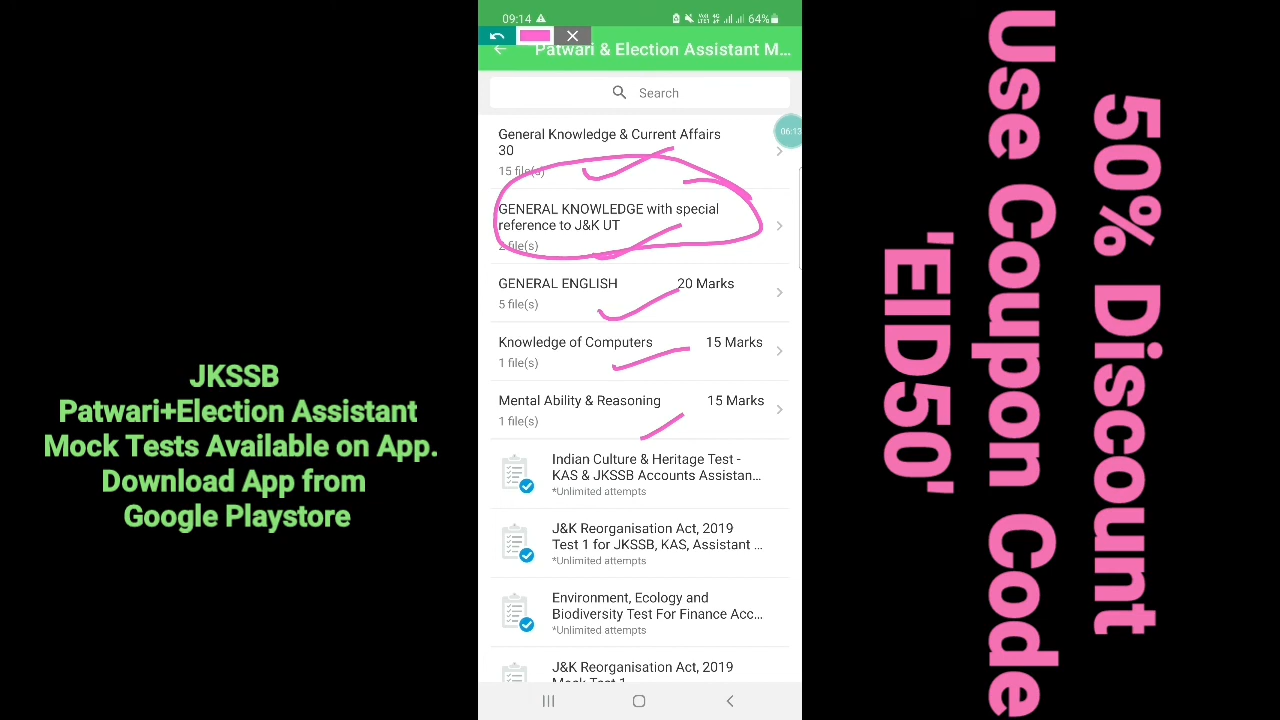 JKSSB
Patwari+Election Assistant
Mock Tests Available on App.
Download App from
Google Playstore
09:14
64%
Patwari & Election Assistant M...
Search
06:13
General Knowledge & Current Affairs
30
15 file(s)
GENERAL KNOWLEDGE with special
reference to J&K UT
2 file(s)
GENERAL ENGLISH 20 Marks
5 file(s)
Knowledge of Computers 15 Marks
1 file(s)
Mental Ability & Reasoning 15 Marks
1 file(s)
Indian Culture & Heritage Test -
KAS & JKSSB Accounts Assistan...
*Unlimited attempts
J&K Reorganisation Act, 2019
Test 1 for JKSSB, KAS, Assistant ...
*Unlimited attempts
Environment, Ecology and
Biodiversity Test For Finance Acc...
*Unlimited attempts
J&K Reorganisation Act, 2019
Mock Test 1
50% Discount
Use Coupon Code
'EID50'